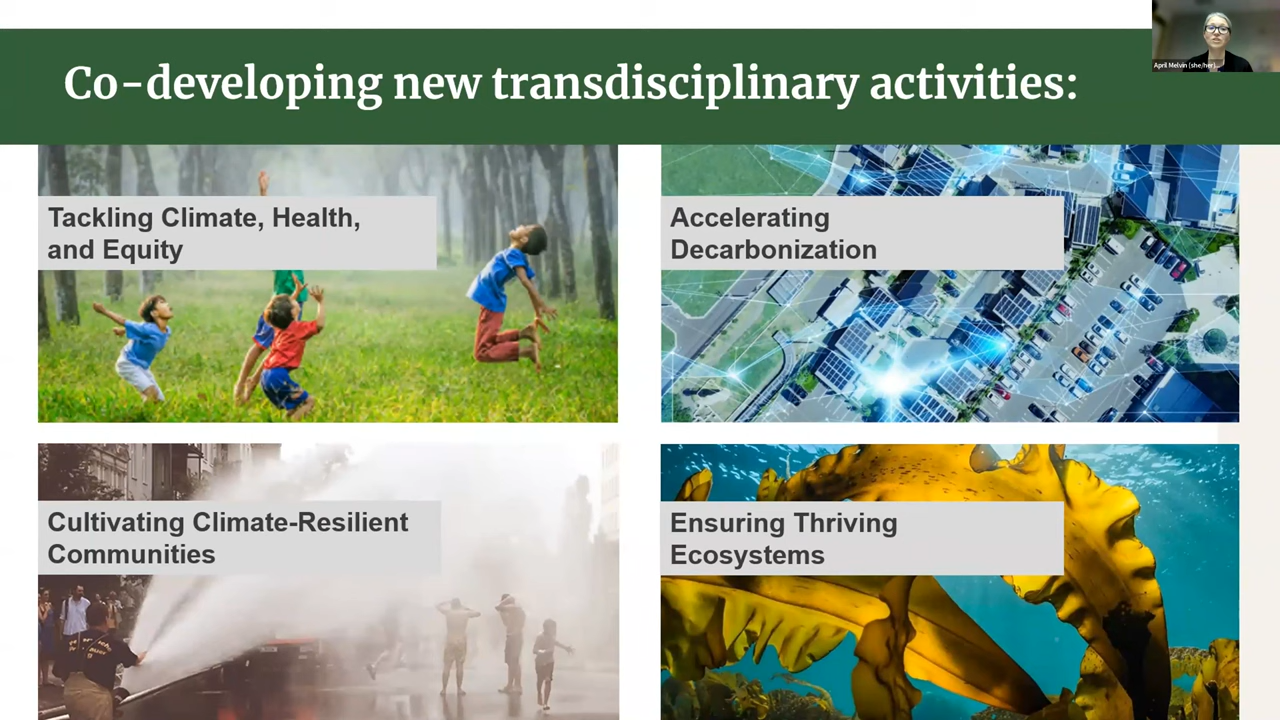 Co-developing new transdisciplinary activities:
April Melvin (she/her)...
Tackling Climate, Health,
and Equity
Accelerating
Decarbonization
Cultivating Climate-Resilient
Communities
Ensuring Thriving
Ecosystems